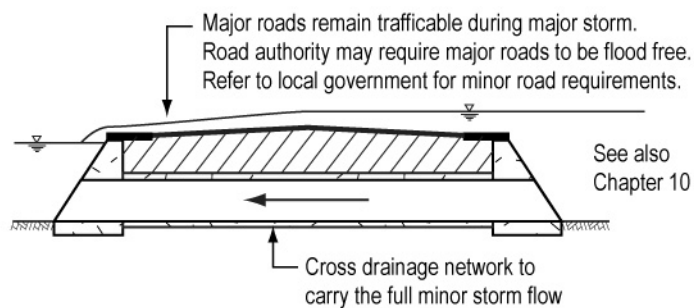 Major roads remain trafficable during major storm.
Road authority may require major roads to be flood free.
Refer to local government for minor road requirements.
See also
Chapter 10
Cross drainage network to
carry the full minor storm flow